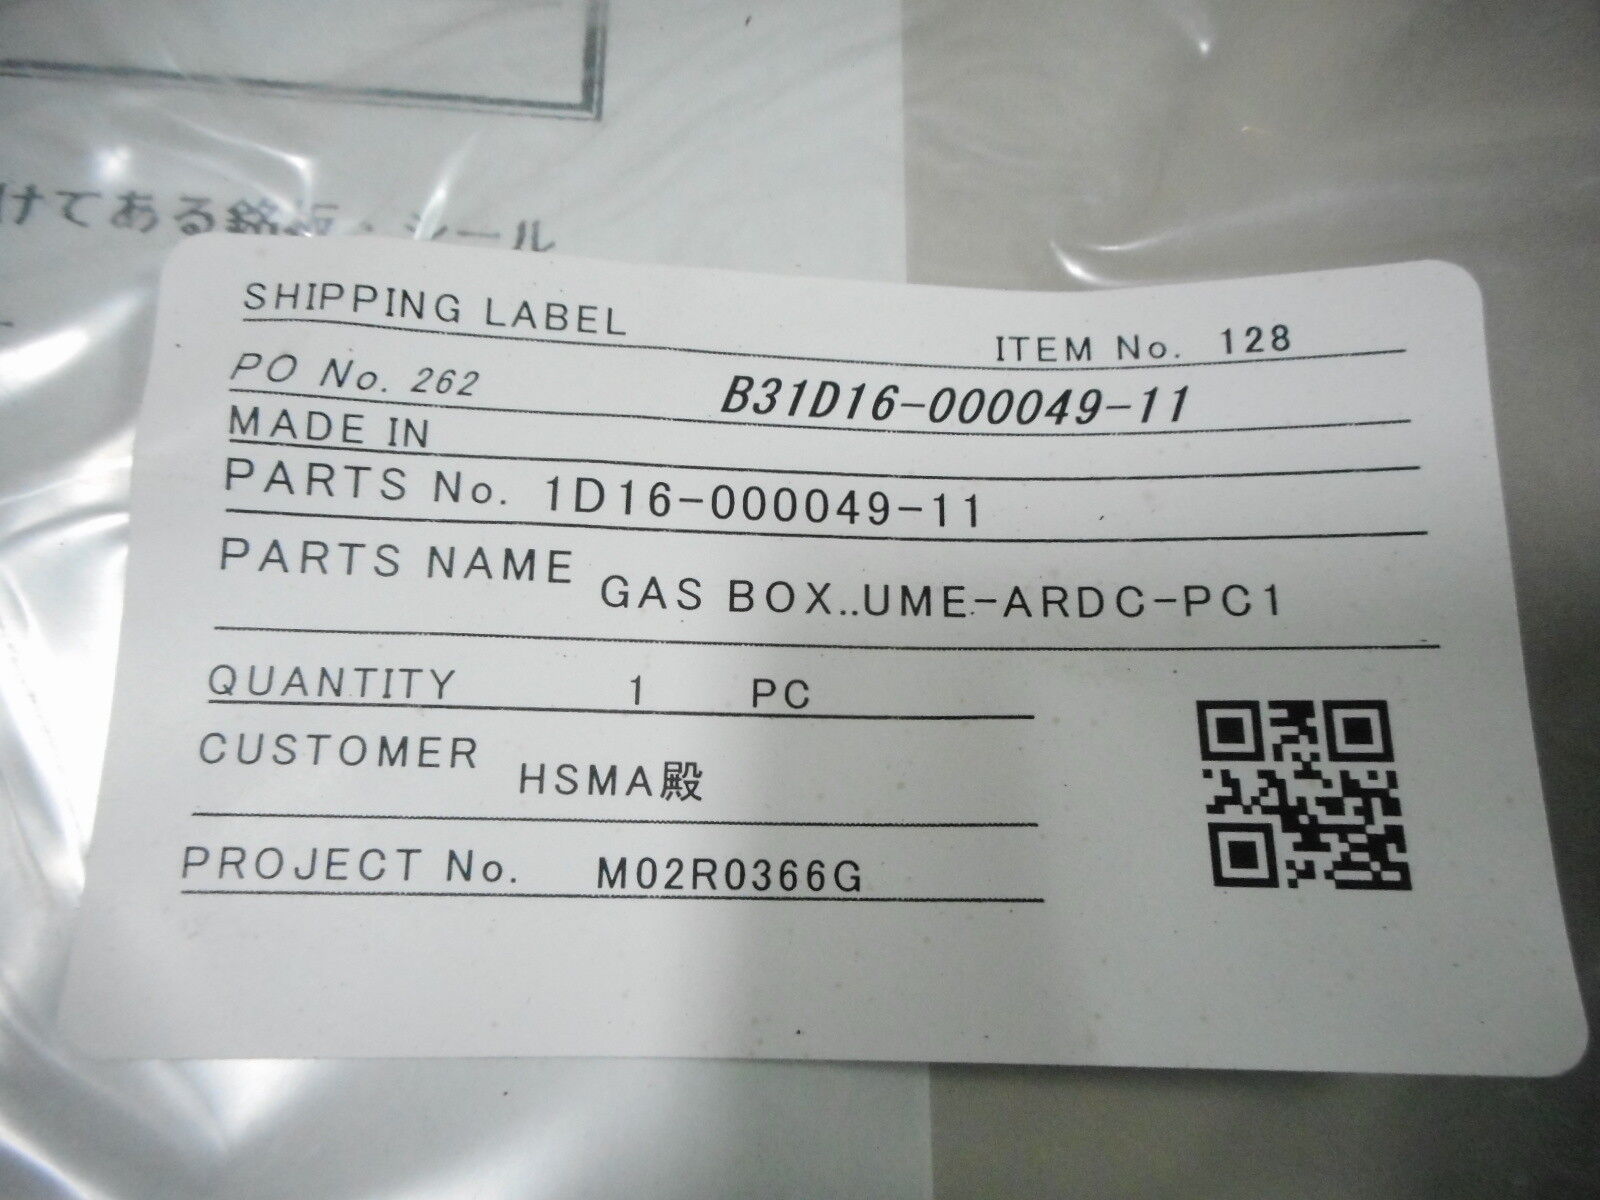 けてある銘板・シール
SHIPPING LABEL
ITEM No. 128
PO No. 262 B31D16-000049-11
MADE IN
PARTS No. 1D16-000049-11
PARTS NAME GAS BOX..UME-ARDC-PC1
QUANTITY 1 PC
CUSTOMER HSMA殿
PROJECT No. M02R0366G